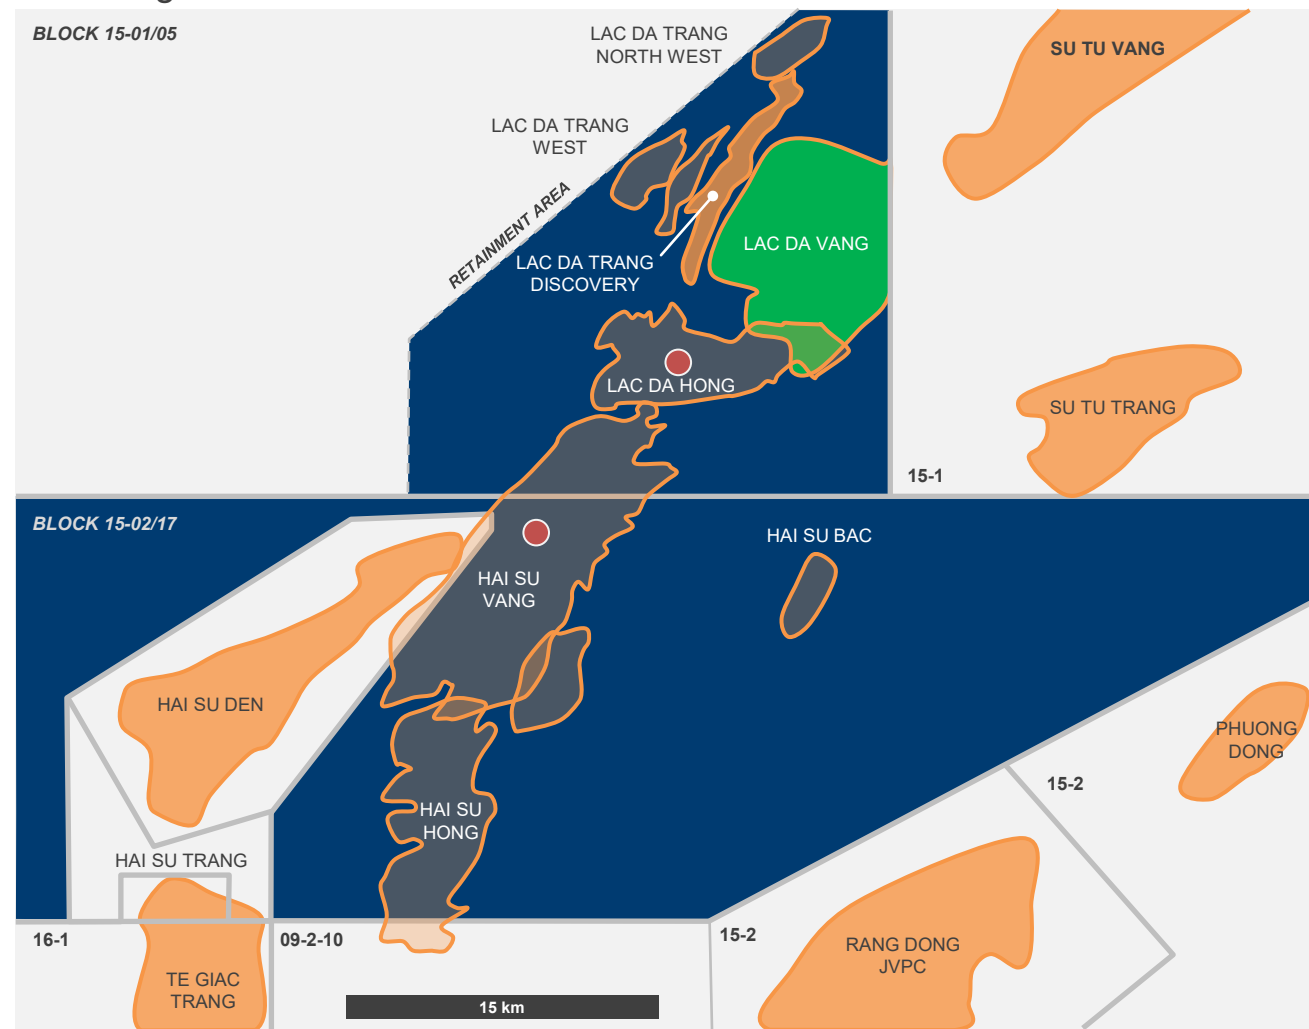 BLOCK 15-01/05
LAC DA TRANG
NORTH WEST
SU TU VANG
LAC DA TRANG
WEST
RETAINMENT AREA
LAC DA VANG
LAC DA TRANG
DISCOVERY
LAC DA HONG
SU TU TRANG
15-1
BLOCK 15-02/17
HAI SU BAC
HAI SU
VANG
HAI SU DEN
PHUONG
DONG
15-2
HAI SU
HONG
HAI SU TRANG
16-1
09-2-10
15-2
RANG DONG
JVPC
TE GIAC
TRANG
15 km